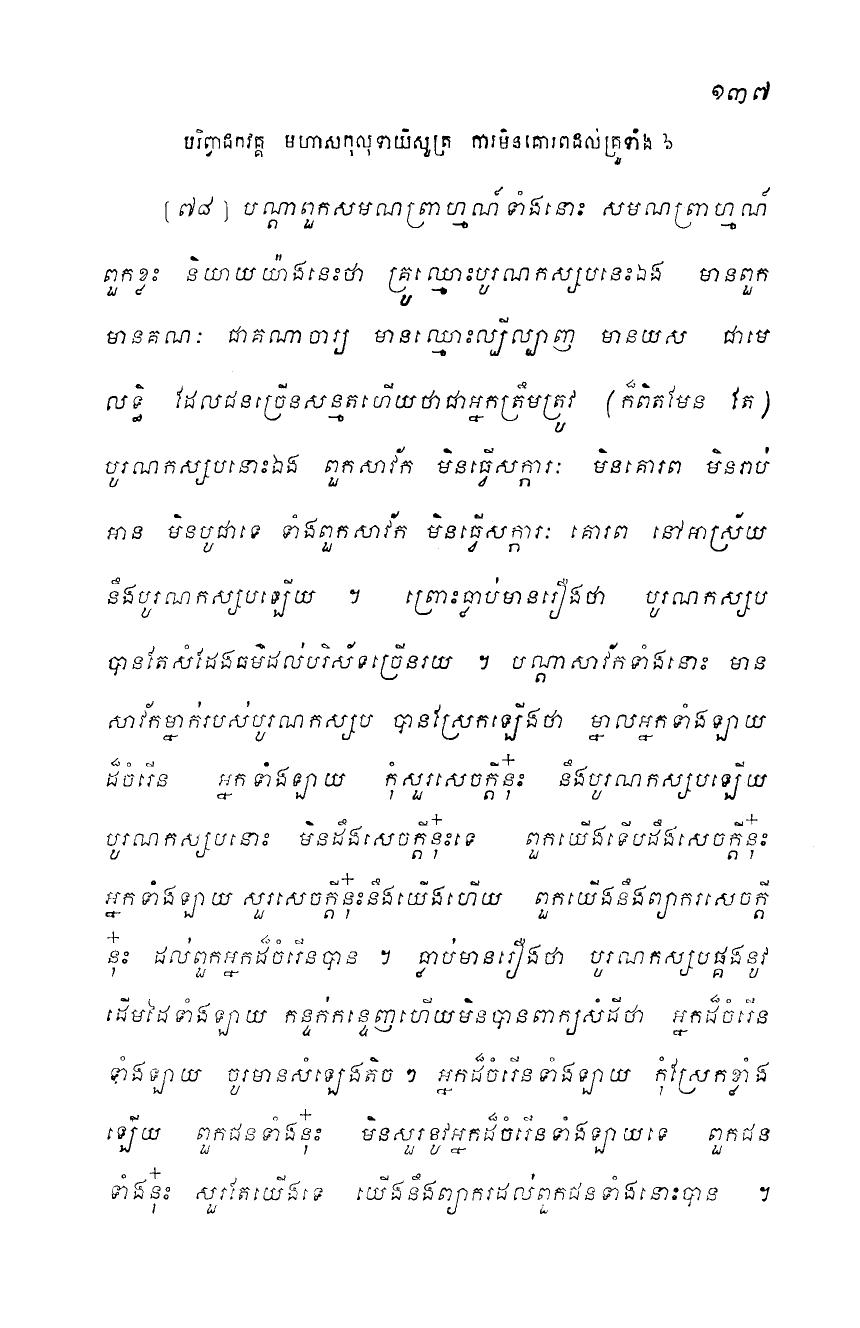 ១៣៧
បរិព្វាជកវគ្គ មហាសកុលុទាយិសូត្រ ការមិនគោរពដល់គ្រូទាំង ៦
[ ៧៨ ] បណ្តាពួកសមណព្រាហ្មណ៍ទាំងនោះ សមណព្រាហ្មណ៍
ពួកខ្លះ និយាយយ៉ាងនេះថា គ្រូឈ្មោះបូរណកស្សបនេះឯង មានពួក
មានគណៈ ជាគណាចារ្យ មានឈ្មោះល្បីល្បាញ មានយស ជាមេ
លទ្ធិ ដែលជនច្រើនសន្មតហើយថាជាអ្នកត្រឹមត្រូវ (ក៏ពិតមែន តែ)
បូរណកស្សបនោះឯង ពួកសាវ័ក មិនធ្វើសក្ការៈ មិនគោរព មិនរាប់
អាន មិនបូជាទេ ទាំងពួកសាវ័ក មិនធ្វើសក្ការៈ គោរព នៅអាស្រ័យ
នឹងបូរណកស្សបឡើយ ។ ព្រោះធ្លាប់មានរឿងថា បូរណកស្សប
បានតែសំដែងធម៌ដល់បរិស័ទច្រើនរយ ។ បណ្តាសាវ័កទាំងនោះ មាន
សាវ័កម្នាក់របស់បូរណកស្សប បានស្រែកឡើងថា ម្នាលអ្នកទាំងឡាយ
ដ៏ចំរើន អ្នកទាំងឡាយ កុំសួរសេចក្តីនុ៎ះ នឹងបូរណកស្សបឡើយ
បូរណកស្សបនោះ មិនដឹងសេចក្តីនុ៎ះទេ ពួកយើងទើបដឹងសេចក្តីនុ៎ះ
អ្នកទាំងឡាយ សួរសេចក្តីនុ៎ះនឹងយើងហើយ ពួកយើងនឹងព្យាករសេចក្តី
នុ៎ះ ដល់ពួកអ្នកដ៏ចំរើនបាន ។ ធ្លាប់មានរឿងថា បូរណកស្សបផ្គងនូវ
ដើមដៃទាំងឡាយ កន្ទក់កន្ទេញហើយមិនបានពាក្យសំដីថា អ្នកដ៏ចំរើន
ទាំងឡាយ ចូរមានសំឡេងតិច ៗ អ្នកដ៏ចំរើនទាំងឡាយ កុំស្រែកខ្លាំង
ឡើយ ពួកជនទាំងនុ៎ះ មិនសួរនូវអ្នកដ៏ចំរើនទាំងឡាយទេ ពួកជន
ទាំងនុ៎ះ សួរតែយើងទេ យើងនឹងព្យាករដល់ពួកជនទាំងនោះបាន ។